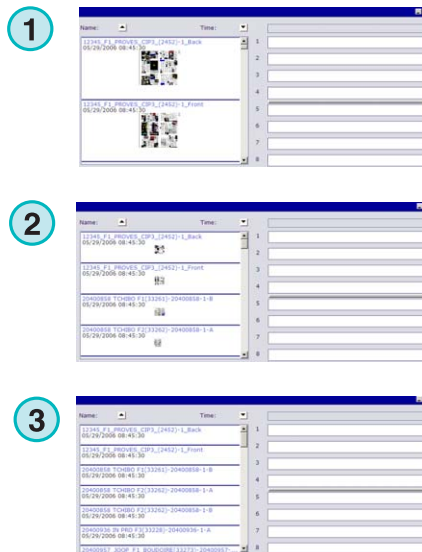 1
Name: Time:
12345_F1_PROVES_CIP3_(2452)-1_Back
05/29/2006 08:45:30
12345_F1_PROVES_CIP3_(2452)-1_Front
05/29/2006 08:45:30
1
2
3
4
5
6
7
8
2
Name: Time:
12345_F1_PROVES_CIP3_(2452)-1_Back
05/29/2006 08:45:30
12345_F1_PROVES_CIP3_(2452)-1_Front
05/29/2006 08:45:30
20400858 TCHIBO F1(33261)-20400858-1-B
05/29/2006 08:45:30
20400858 TCHIBO F2(33262)-20400858-1-A
05/29/2006 08:45:30
1
2
3
4
5
6
7
8
3
Name: Time:
12345_F1_PROVES_CIP3_(2452)-1_Back
05/29/2006 08:45:30
12345_F1_PROVES_CIP3_(2452)-1_Front
05/29/2006 08:45:30
20400858 TCHIBO F1(33261)-20400858-1-B
05/29/2006 08:45:30
20400858 TCHIBO F2(33262)-20400858-1-A
05/29/2006 08:45:30
20400858 TCHIBO F2(33262)-20400858-1-B
05/29/2006 08:45:30
20400936 IN PRO F3(33228)-20400936-1-A
05/29/2006 08:45:30
20400957 JOOP F1 BOUDOIRE(33273)-20400957-...
1
2
3
4
5
6
7
8